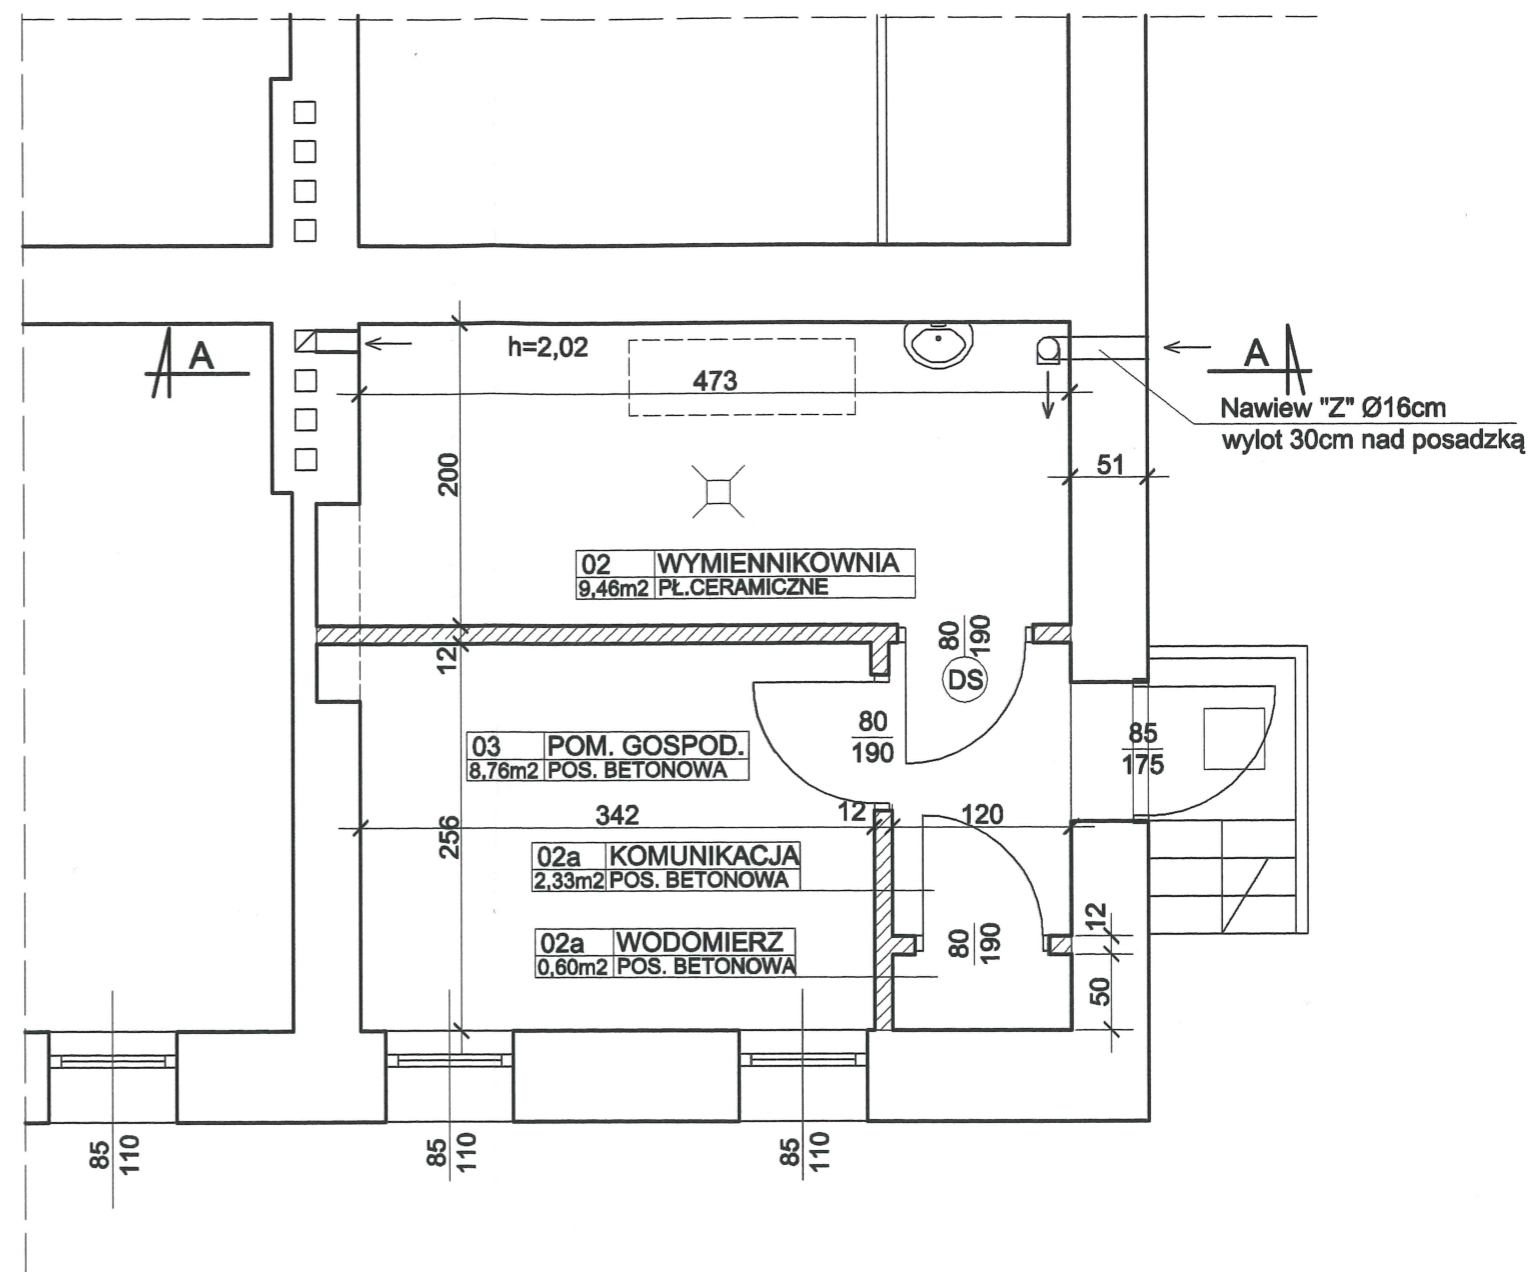 A
h=2,02
473
A
Nawiew "Z" Ø16cm
wylot 30cm nad posadzką
51
200
02 WYMIENNIKOWNIA
9,46m2 PŁ.CERAMICZNE
80
190
DS
12
80
190
85
175
03 POM. GOSPOD.
8,76m2 POS. BETONOWA
342
12
120
256
02a KOMUNIKACJA
2,33m2 POS. BETONOWA
12
02a WODOMIERZ
0,60m2 POS. BETONOWA
80
190
50
85
110
85
110
85
110